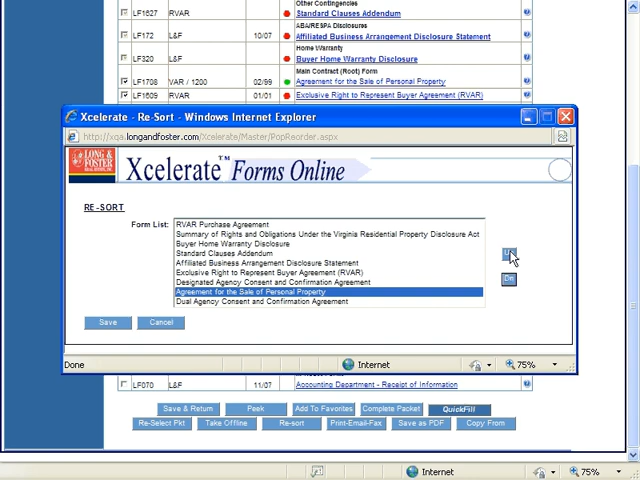 Other Contingencies
LF1627 RVAR Standard Clauses Addendum
ABA/RESPA Disclosures
LF172 L&F 10/07 Affiliated Business Arrangement Disclosure Statement
Home Warranty
LF320 L&F Buyer Home Warranty Disclosure
Main Contract (Root) Form
LF1708 VAR / 1200 02/99 Agreement for the Sale of Personal Property
LF1609 RVAR 01/01 Exclusive Right to Represent Buyer Agreement (RVAR)
Xcelerate - Re-Sort - Windows Internet Explorer
http://xqa.longandfoster.com/Xcelerate/Master/PopReorder.aspx
LONG & FOSTER
Xcelerate™ Forms Online
RE-SORT
Form List:
RVAR Purchase Agreement
Summary of Rights and Obligations Under the Virginia Residential Property Disclosure Act
Buyer Home Warranty Disclosure
Standard Clauses Addendum
Affiliated Business Arrangement Disclosure Statement
Exclusive Right to Represent Buyer Agreement (RVAR)
Designated Agency Consent and Confirmation Agreement
Agreement for the Sale of Personal Property
Dual Agency Consent and Confirmation Agreement
Dn
Save Cancel
Done Internet 75%
LF070 L&F 11/07 Accounting Department - Receipt of Information
Save & Return Peek Add To Favorites Complete Packet QuickFill
Re-Select Pkt Take Offline Re-sort Print-Email-Fax Save as PDF Copy From
Internet 75%